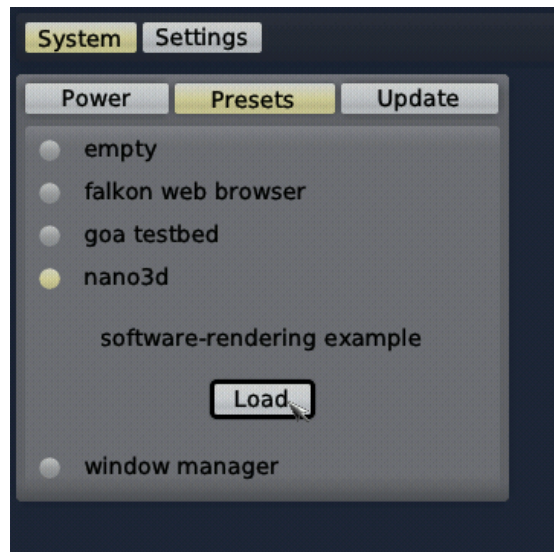 System Settings
Power Presets Update
empty
falkon web browser
goa testbed
nano3d
software-rendering example
Load
window manager